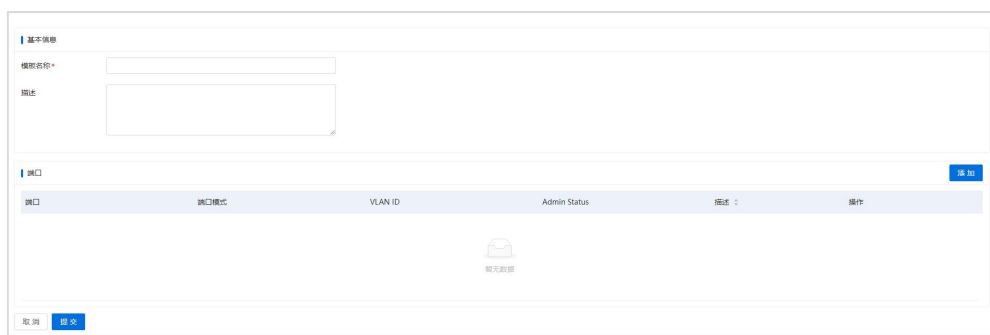 基本信息
模板名称*
描述
端口
添加
端口 端口模式 VLAN ID Admin Status 描述 操作
暂无数据
取消 提交